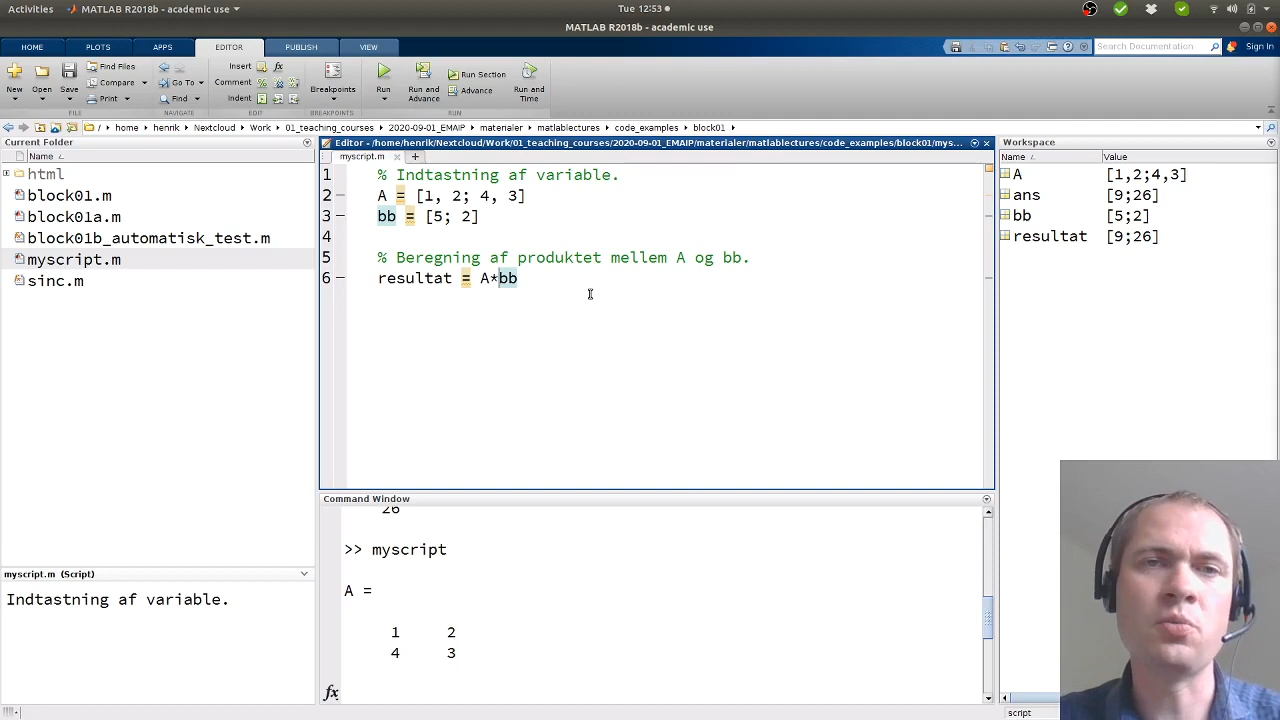 Activities
MATLAB R2018b - academic use
Tue 12:53
MATLAB R2018b - academic use
HOME PLOTS APPS EDITOR PUBLISH VIEW
Search Documentation
Sign In
New Open Save
Find Files
Compare
Print
Go To
Find
Insert
Comment
Indent
Breakpoints
Run
Run and Advance
Run Section
Advance
Run and Time
FILE NAVIGATE EDIT BREAKPOINTS RUN
/ home henrik Nextcloud Work 01_teaching_courses 2020-09-01_EMAIP materialer matlablectures code_examples block01
Current Folder
Name
html
block01.m
block01a.m
block01b_automatisk_test.m
myscript.m
sinc.m
myscript.m (Script)
Indtastning af variable.
Editor - /home/henrik/Nextcloud/Work/01_teaching_courses/2020-09-01_EMAIP/materialer/matlablectures/code_examples/block01/mys...
myscript.m
1 % Indtastning af variable.
2 A = [1, 2; 4, 3]
3 bb = [5; 2]
4
5 % Beregning af produktet mellem A og bb.
6 resultat = A*bb
Command Window
26
>> myscript
A =
1 2
4 3
fx
Workspace
Name Value
A [1,2;4,3]
ans [9;26]
bb [5;2]
resultat [9;26]
script